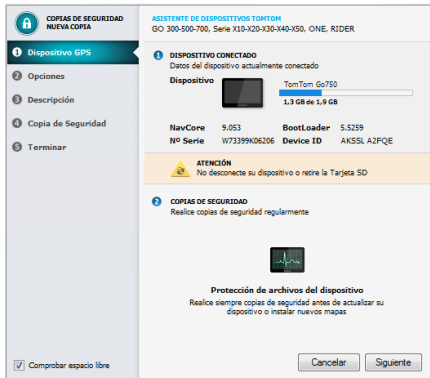 COPIAS DE SEGURIDAD
NUEVA COPIA
1 Dispositivo GPS
2 Opciones
3 Descripción
4 Copia de Seguridad
5 Terminar
Comprobar espacio libre
ASISTENTE DE DISPOSITIVOS TOMTOM
GO 300-500-700, Serie X10-X20-X30-X40-X50, ONE, RIDER
1 DISPOSITIVO CONECTADO
Datos del dispositivo actualmente conectado
Dispositivo
TomTom Go750
1,3 GB de 1,9 GB
NavCore 9.053 BootLoader 5.5259
Nº Serie W73399K06206 Device ID AKSSL A2FQE
ATENCIÓN
No desconecte su dispositivo o retire la Tarjeta SD
2 COPIAS DE SEGURIDAD
Realice copias de seguridad regularmente
Protección de archivos del dispositivo
Realice siempre copias de seguridad antes de actualizar su
dispositivo o instalar nuevos mapas
Cancelar Siguiente